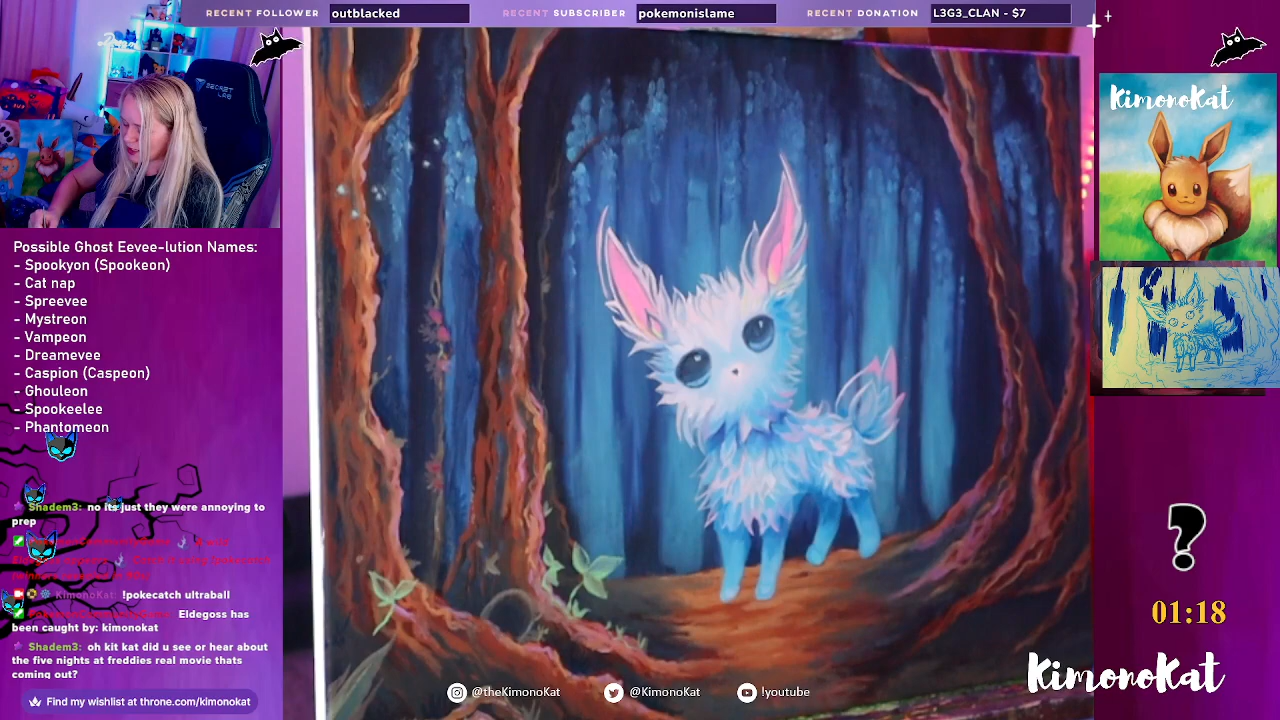 RECENT FOLLOWER outblacked RECENT SUBSCRIBER pokemonislame RECENT DONATION L3G3_CLAN - $7
SECRET
LAB
KimonoKat
Possible Ghost Eevee-lution Names:
- Spookyon (Spookeon)
- Cat nap
- Spreevee
- Mystreon
- Vampeon
- Dreamevee
- Caspion (Caspeon)
- Ghouleon
- Spookeelee
- Phantomeon
Shadem3: no its just they were annoying to
prep
KimonoKat: !pokecatch ultraball
Eldegoss has
been caught by: kimonokat
Shadem3: oh kit kat did u see or hear about
the five nights at freddies real movie thats
coming out?
Find my wishlist at throne.com/kimonokat
@theKimonoKat @KimonoKat !youtube
?
01:18
KimonoKat